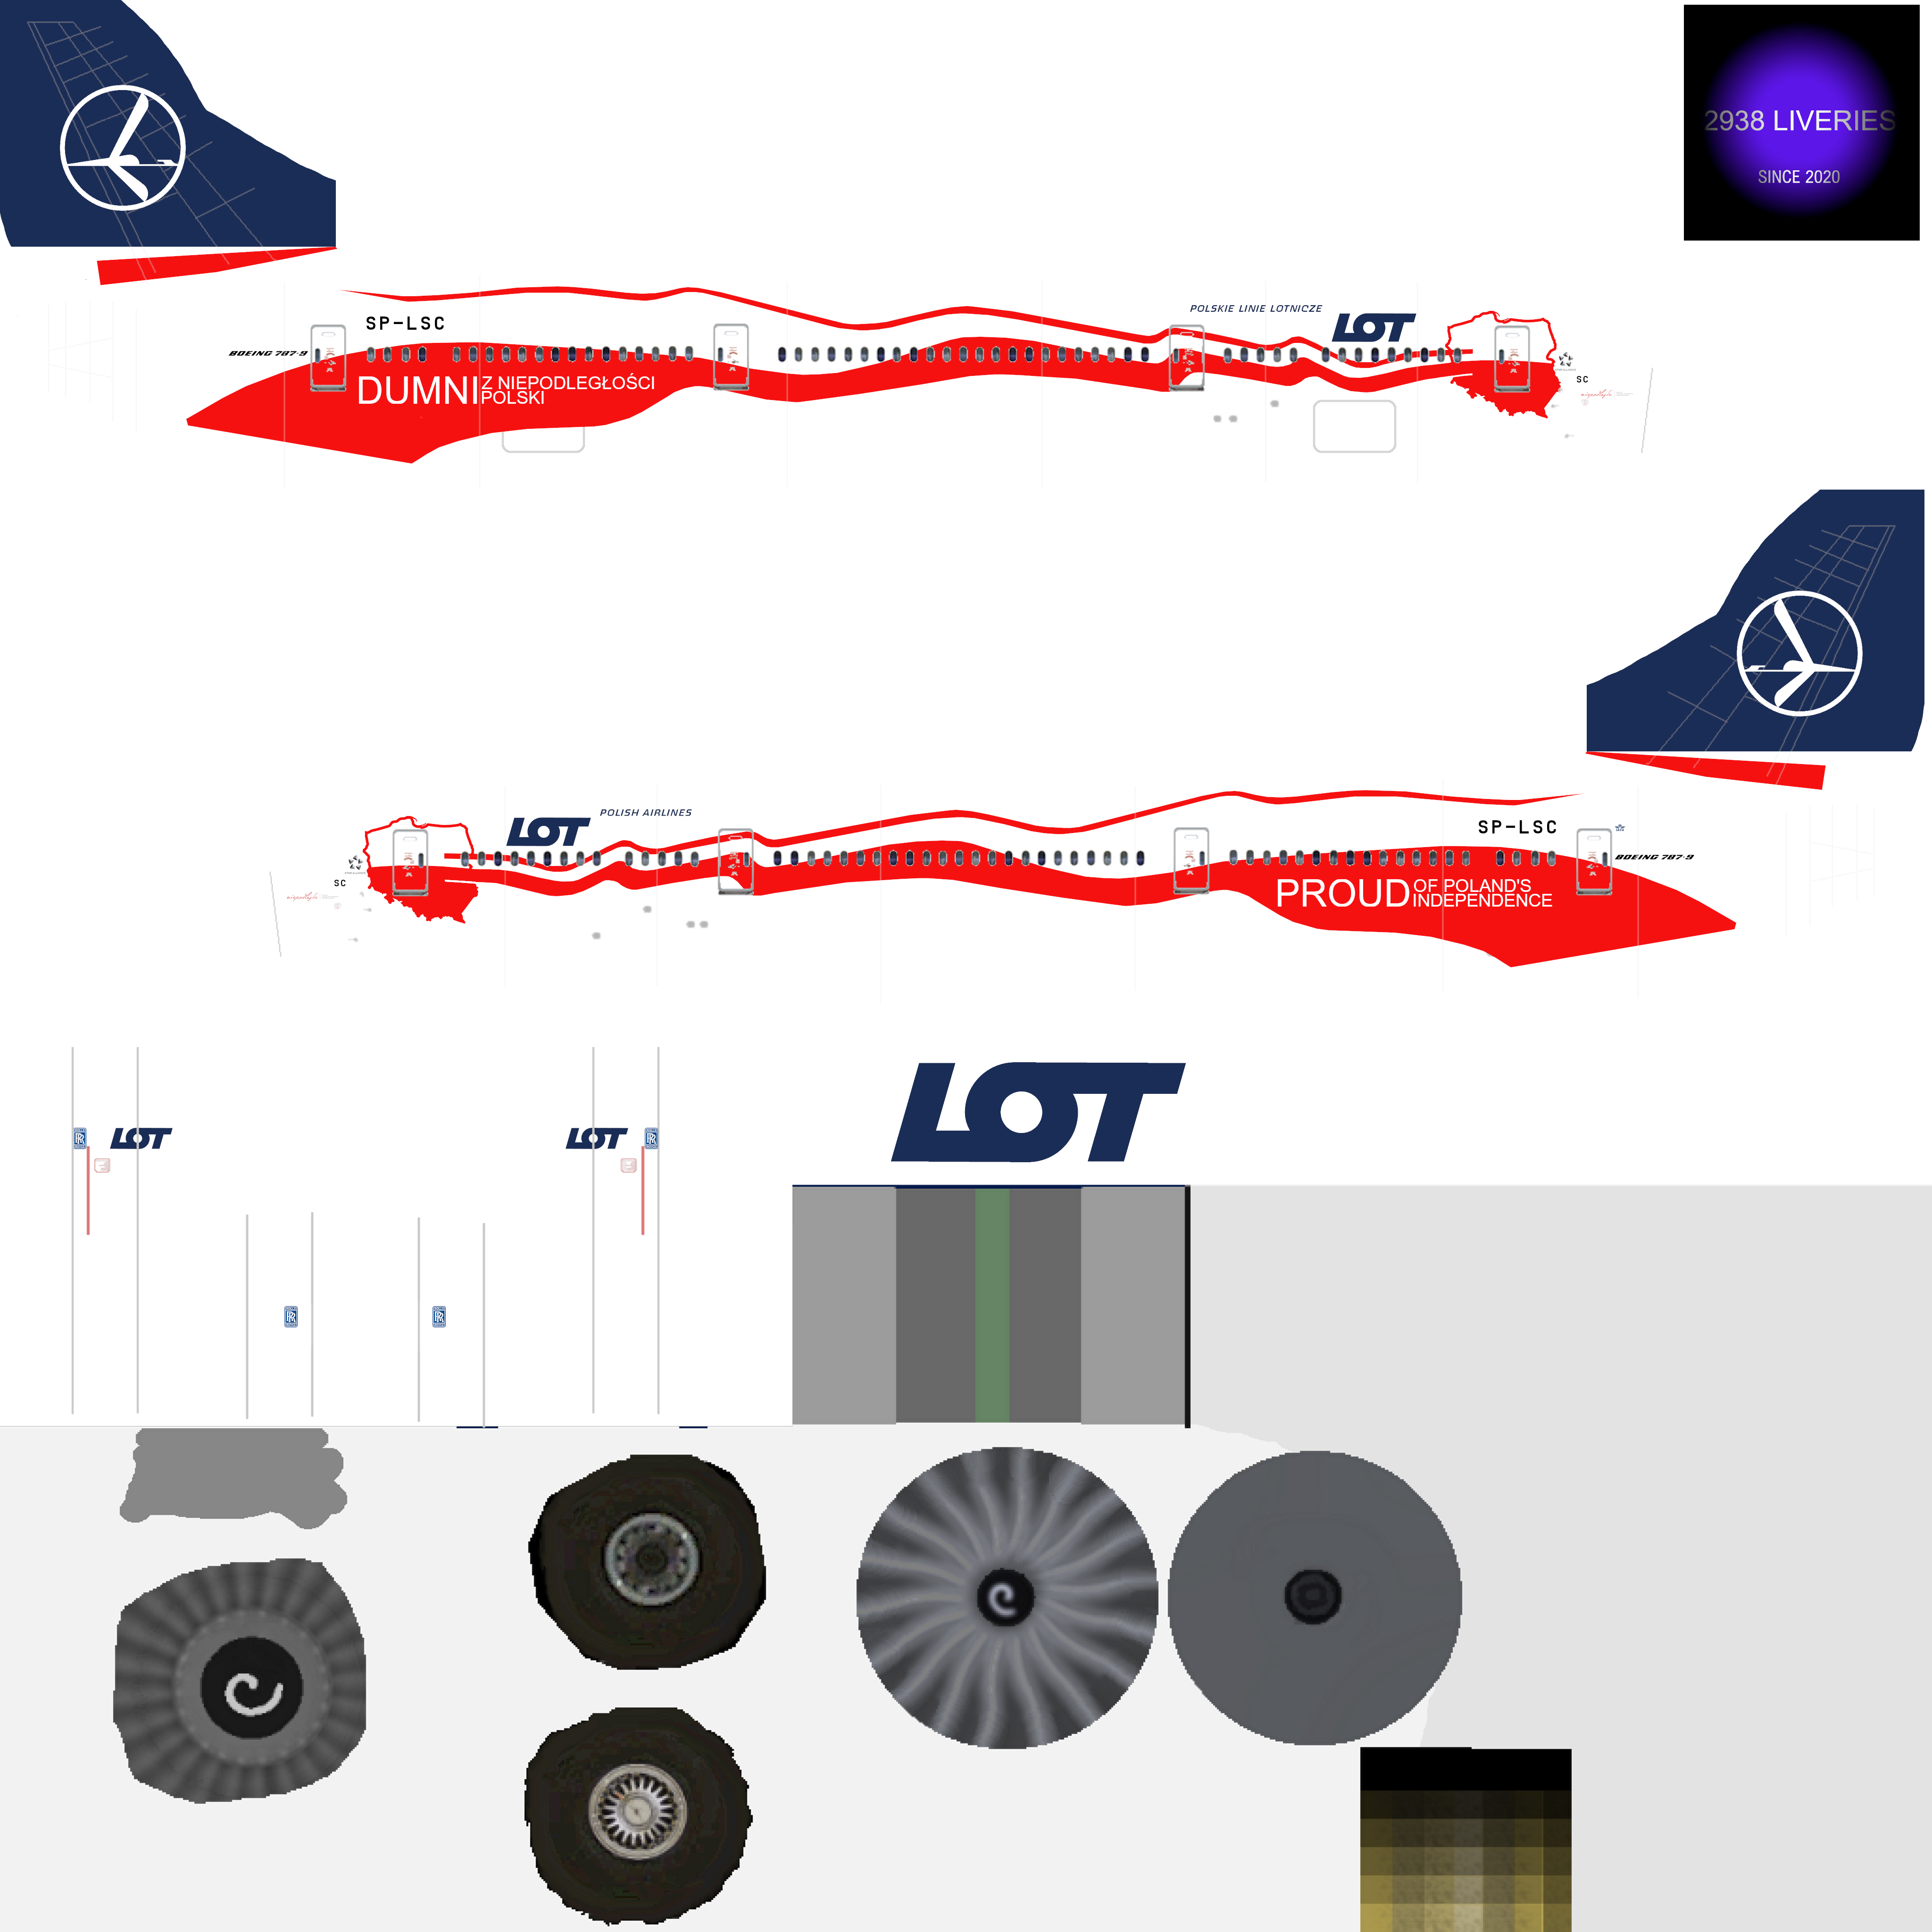 2938 LIVERIES
SINCE 2020
POLSKIE LINIE LOTNICZE
LOT
SP-LSC
BOEING 787-9
DUMNI Z NIEPODLEGŁOŚCI
POLSKI
SC
POLISH AIRLINES
LOT
SP-LSC
BOEING 787-9
SC
PROUD OF POLAND'S
INDEPENDENCE
LOT
LOT
LOT